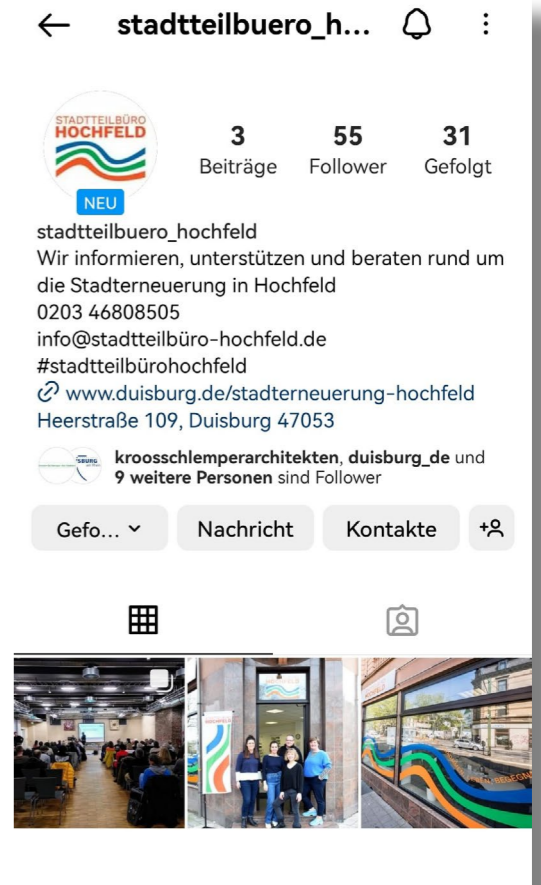 stadtteilbuero_h...
STADTTEILBÜRO
HOCHFELD
NEU
3
Beiträge
55
Follower
31
Gefolgt
stadtteilbuero_hochfeld
Wir informieren, unterstützen und beraten rund um
die Stadterneuerung in Hochfeld
0203 46808505
info@stadtteilbüro-hochfeld.de
#stadtteilbürohochfeld
www.duisburg.de/stadterneuerung-hochfeld
Heerstraße 109, Duisburg 47053
kroosschlemperarchitekten, duisburg_de und
9 weitere Personen sind Follower
Gefo...
Nachricht
Kontakte
HOCHFELD